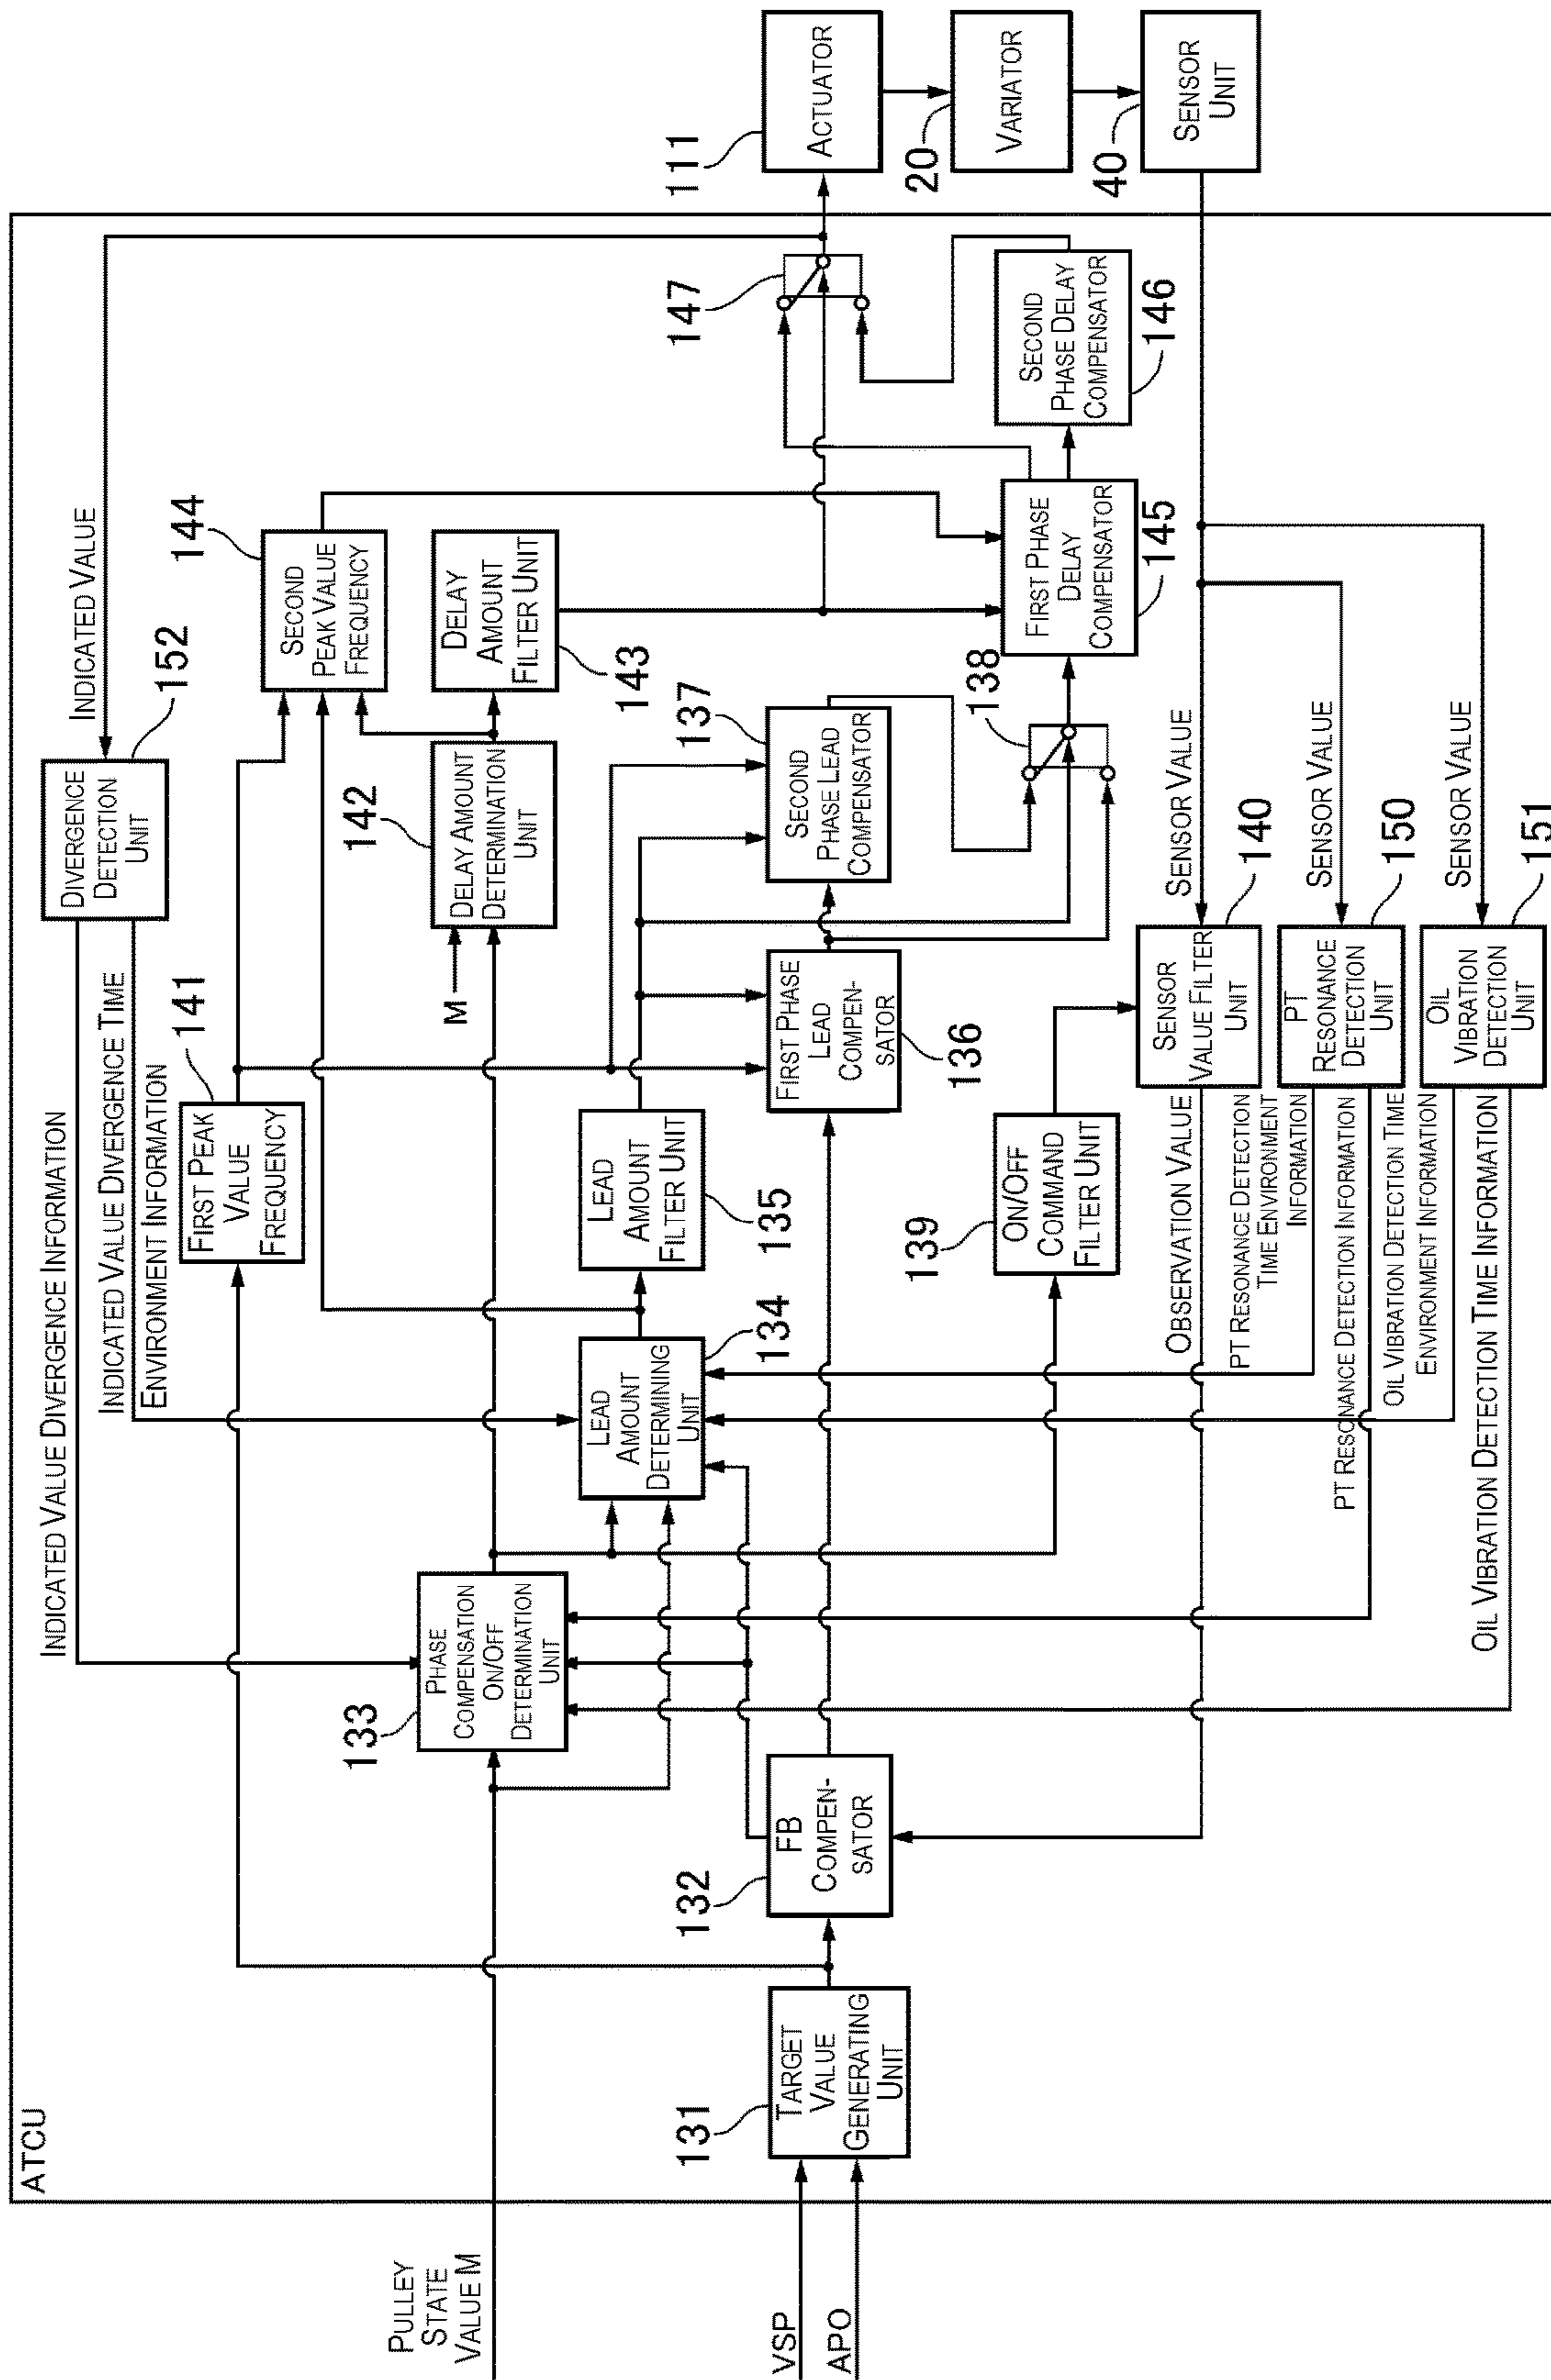 ATCU
PULLEY
STATE
VALUE M
VSP
APO
131
TARGET
VALUE
GENERATING
UNIT
132
FB
COMPEN-
SATOR
133
PHASE
COMPENSATION
ON/OFF
DETERMINATION
UNIT
INDICATED VALUE DIVERGENCE INFORMATION
INDICATED VALUE DIVERGENCE TIME
ENVIRONMENT INFORMATION
141
FIRST PEAK
VALUE
FREQUENCY
LEAD
AMOUNT
DETERMINING
UNIT
134
LEAD
AMOUNT
FILTER UNIT
135
FIRST PHASE
LEAD
COMPEN-
SATOR
136
139
ON/OFF
COMMAND
FILTER UNIT
DIVERGENCE
DETECTION
UNIT
152
INDICATED VALUE
M
142
DELAY AMOUNT
DETERMINATION
UNIT
144
SECOND
PEAK VALUE
FREQUENCY
DELAY
AMOUNT
FILTER UNIT
143
137
SECOND
PHASE LEAD
COMPENSATOR
138
FIRST PHASE
DELAY
COMPENSATOR
145
SECOND
PHASE DELAY
COMPENSATOR
146
147
111
ACTUATOR
20
VARIATOR
40
SENSOR
UNIT
SENSOR VALUE
SENSOR VALUE
SENSOR VALUE
SENSOR
VALUE FILTER
UNIT
140
PT
RESONANCE
DETECTION
UNIT
150
OIL
VIBRATION
DETECTION
UNIT
151
OBSERVATION VALUE
PT RESONANCE DETECTION
TIME ENVIRONMENT
INFORMATION
PT RESONANCE DETECTION INFORMATION
OIL VIBRATION DETECTION TIME
ENVIRONMENT INFORMATION
OIL VIBRATION DETECTION TIME INFORMATION